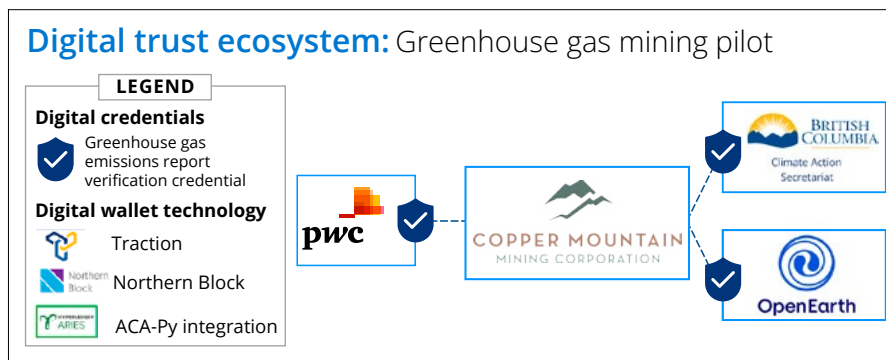 Digital trust ecosystem: Greenhouse gas mining pilot
LEGEND
Digital credentials
Greenhouse gas
emissions report
verification credential
Digital wallet technology
Traction
Northern
Block
Northern Block
HYPERLEDGER
ARIES
ACA-Py integration
pwc
COPPER MOUNTAIN
MINING CORPORATION
BRITISH
COLUMBIA
Climate Action
Secretariat
OpenEarth